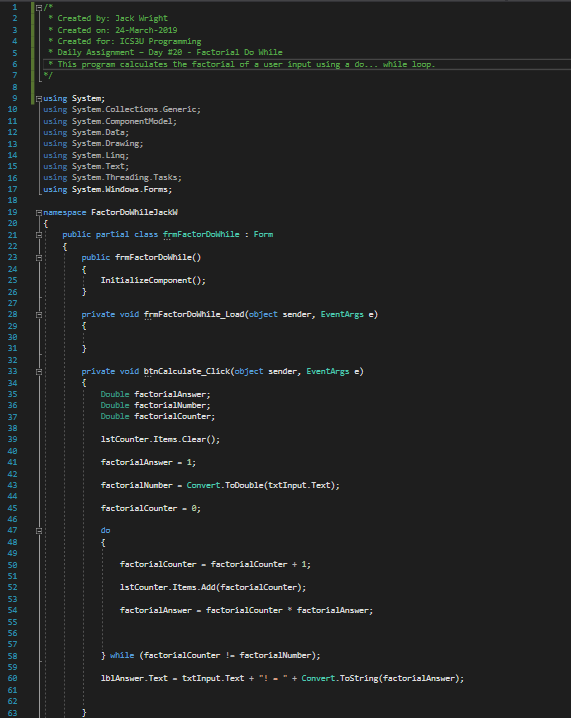 1 /*
2 * Created by: Jack Wright
3 * Created on: 24-March-2019
4 * Created for: ICS3U Programming
5 * Daily Assignment – Day #20 - Factorial Do While
6 * This program calculates the factorial of a user input using a do... while loop.
7 */
8
9 using System;
10 using System.Collections.Generic;
11 using System.ComponentModel;
12 using System.Data;
13 using System.Drawing;
14 using System.Linq;
15 using System.Text;
16 using System.Threading.Tasks;
17 using System.Windows.Forms;
18
19 namespace FactorDoWhileJackW
20 {
21 public partial class frmFactorDoWhile : Form
22 {
23 public frmFactorDoWhile()
24 {
25 InitializeComponent();
26 }
27
28 private void frmFactorDoWhile_Load(object sender, EventArgs e)
29 {
30
31 }
32
33 private void btnCalculate_Click(object sender, EventArgs e)
34 {
35 Double factorialAnswer;
36 Double factorialNumber;
37 Double factorialCounter;
38
39 lstCounter.Items.Clear();
40
41 factorialAnswer = 1;
42
43 factorialNumber = Convert.ToDouble(txtInput.Text);
44
45 factorialCounter = 0;
46
47 do
48 {
49
50 factorialCounter = factorialCounter + 1;
51
52 lstCounter.Items.Add(factorialCounter);
53
54 factorialAnswer = factorialCounter * factorialAnswer;
55
56
57
58 } while (factorialCounter != factorialNumber);
59
60 lblAnswer.Text = txtInput.Text + "! = " + Convert.ToString(factorialAnswer);
61
62
63 }